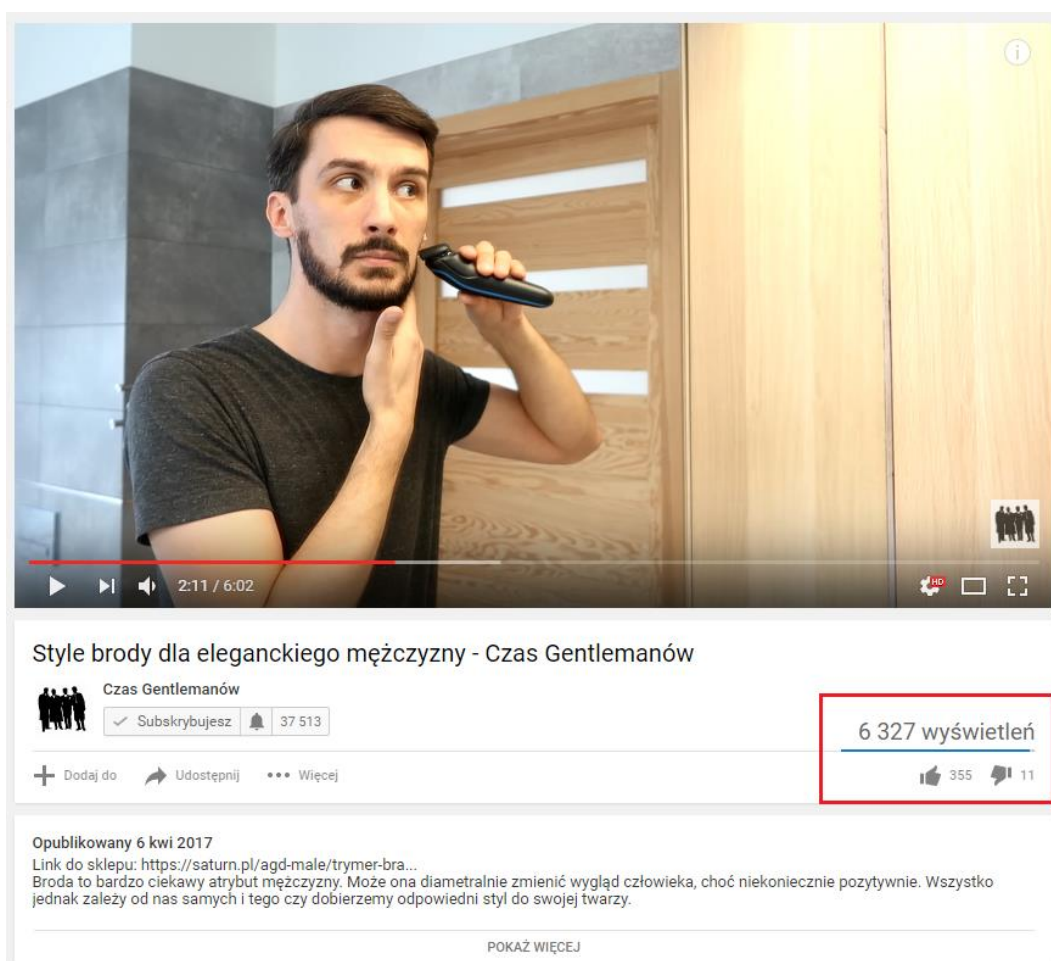 HD
2:11 / 6:02
Style brody dla eleganckiego mężczyzny - Czas Gentlemanów
Czas Gentlemanów
Subskrybujesz 37 513
6 327 wyświetleń
Dodaj do Udostępnij Więcej
355 11
Opublikowany 6 kwi 2017
Link do sklepu: https://saturn.pl/agd-male/trymer-bra...
Broda to bardzo ciekawy atrybut mężczyzny. Może ona diametralnie zmienić wygląd człowieka, choć niekoniecznie pozytywnie. Wszystko
jednak zależy od nas samych i tego czy dobierzemy odpowiedni styl do swojej twarzy.
POKAŻ WIĘCEJ